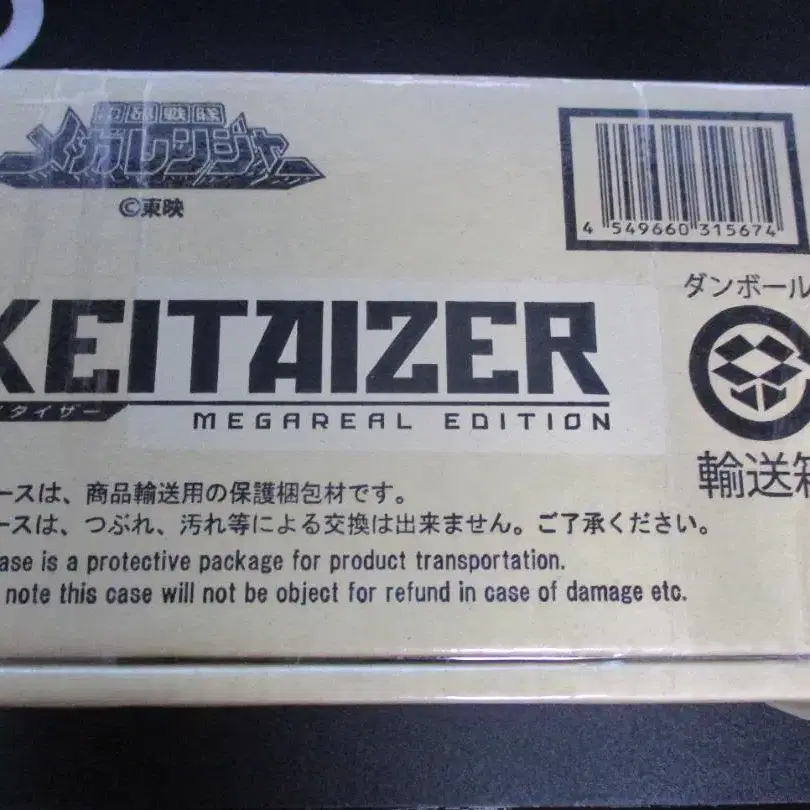 戦隊
メガレンジャー
©東映
4 549660 315674
KEITAIZER
タイザー
MEGAREAL EDITION
ダンボール
輸送箱
ースは、商品輸送用の保護梱包材です。
ースは、つぶれ、汚れ等による交換は出来ません。ご了承ください。
ase is a protective package for product transportation.
note this case will not be object for refund in case of damage etc.